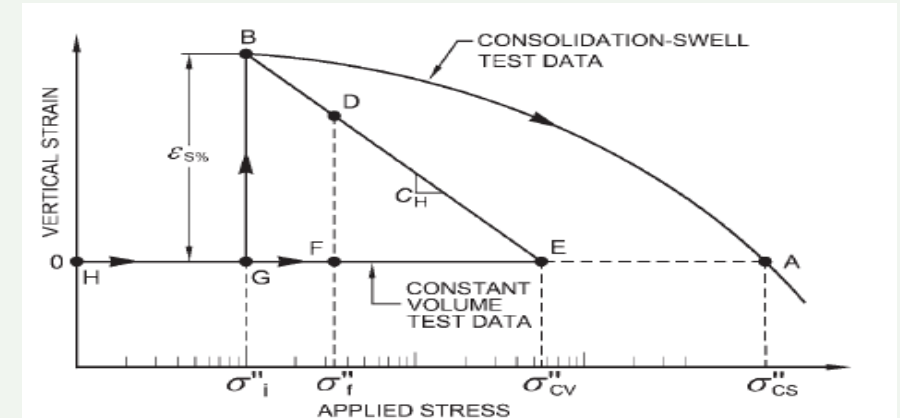 B
CONSOLIDATION-SWELL
TEST DATA
D
VERTICAL STRAIN
εS%
CH
F
E
0
H
G
A
CONSTANT
VOLUME
TEST DATA
σ"i
σ"f
σ"CV
σ"CS
APPLIED STRESS